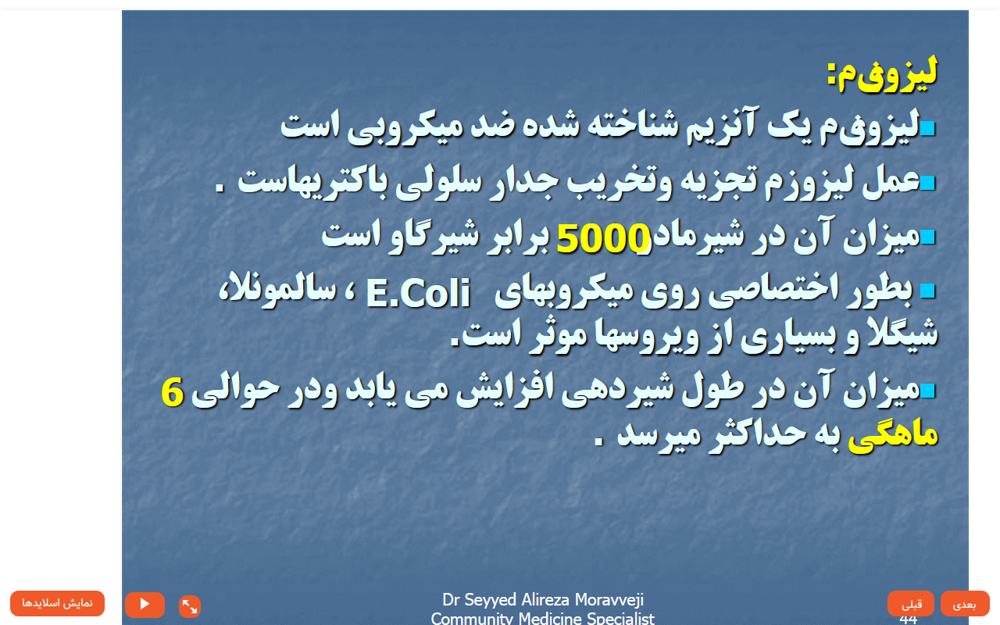 لیزوزیم:
لیزوزیم یک آنزیم شناخته شده ضد میکروبی است
عمل لیزوزم تجزیه وتخریب جدار سلولی باکتریهاست .
میزان آن در شیرمادر 5000 برابر شیرگاو است
بطور اختصاصی روی میکروبهای E.Coli ، سالمونلا،
شیگلا و بسیاری از ویروسها موثر است.
میزان آن در طول شیردهی افزایش می یابد ودر حوالی 6
ماهگی به حداکثر میرسد .
Dr Seyyed Alireza Moravveji
Community Medicine Specialist
44
بعدی
قبلی
نمایش اسلایدها